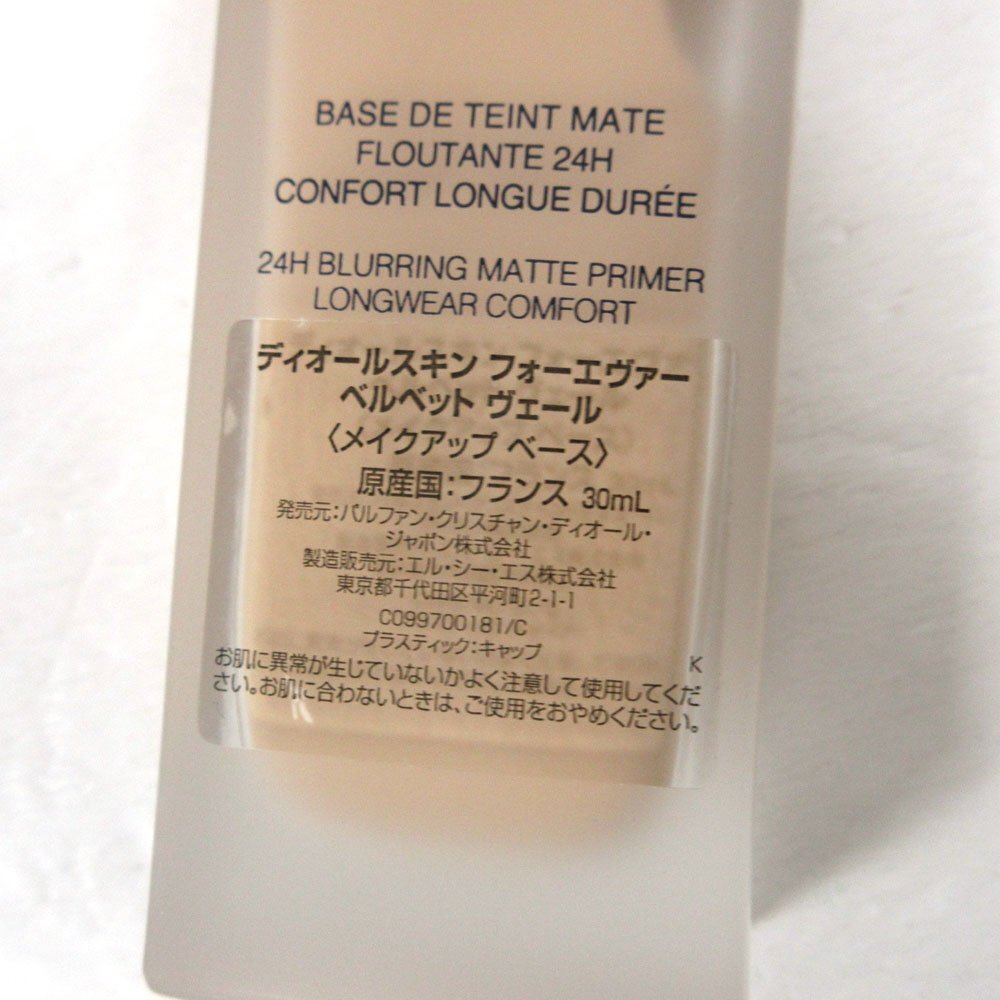 BASE DE TEINT MATE
FLOUTANTE 24H
CONFORT LONGUE DURÉE
24H BLURRING MATTE PRIMER
LONGWEAR COMFORT
ディオールスキン フォーエヴァー
ベルベット ヴェール
〈メイクアップ ベース〉
原産国:フランス 30mL
発売元:パルファン・クリスチャン・ディオール・
ジャポン株式会社
製造販売元:エル・シー・エス株式会社
東京都千代田区平河町2-1-1
C099700181/C
プラスティック:キャップ
K
お肌に異常が生じていないかよく注意して使用してくだ
さい。お肌に合わないときは、ご使用をおやめください。